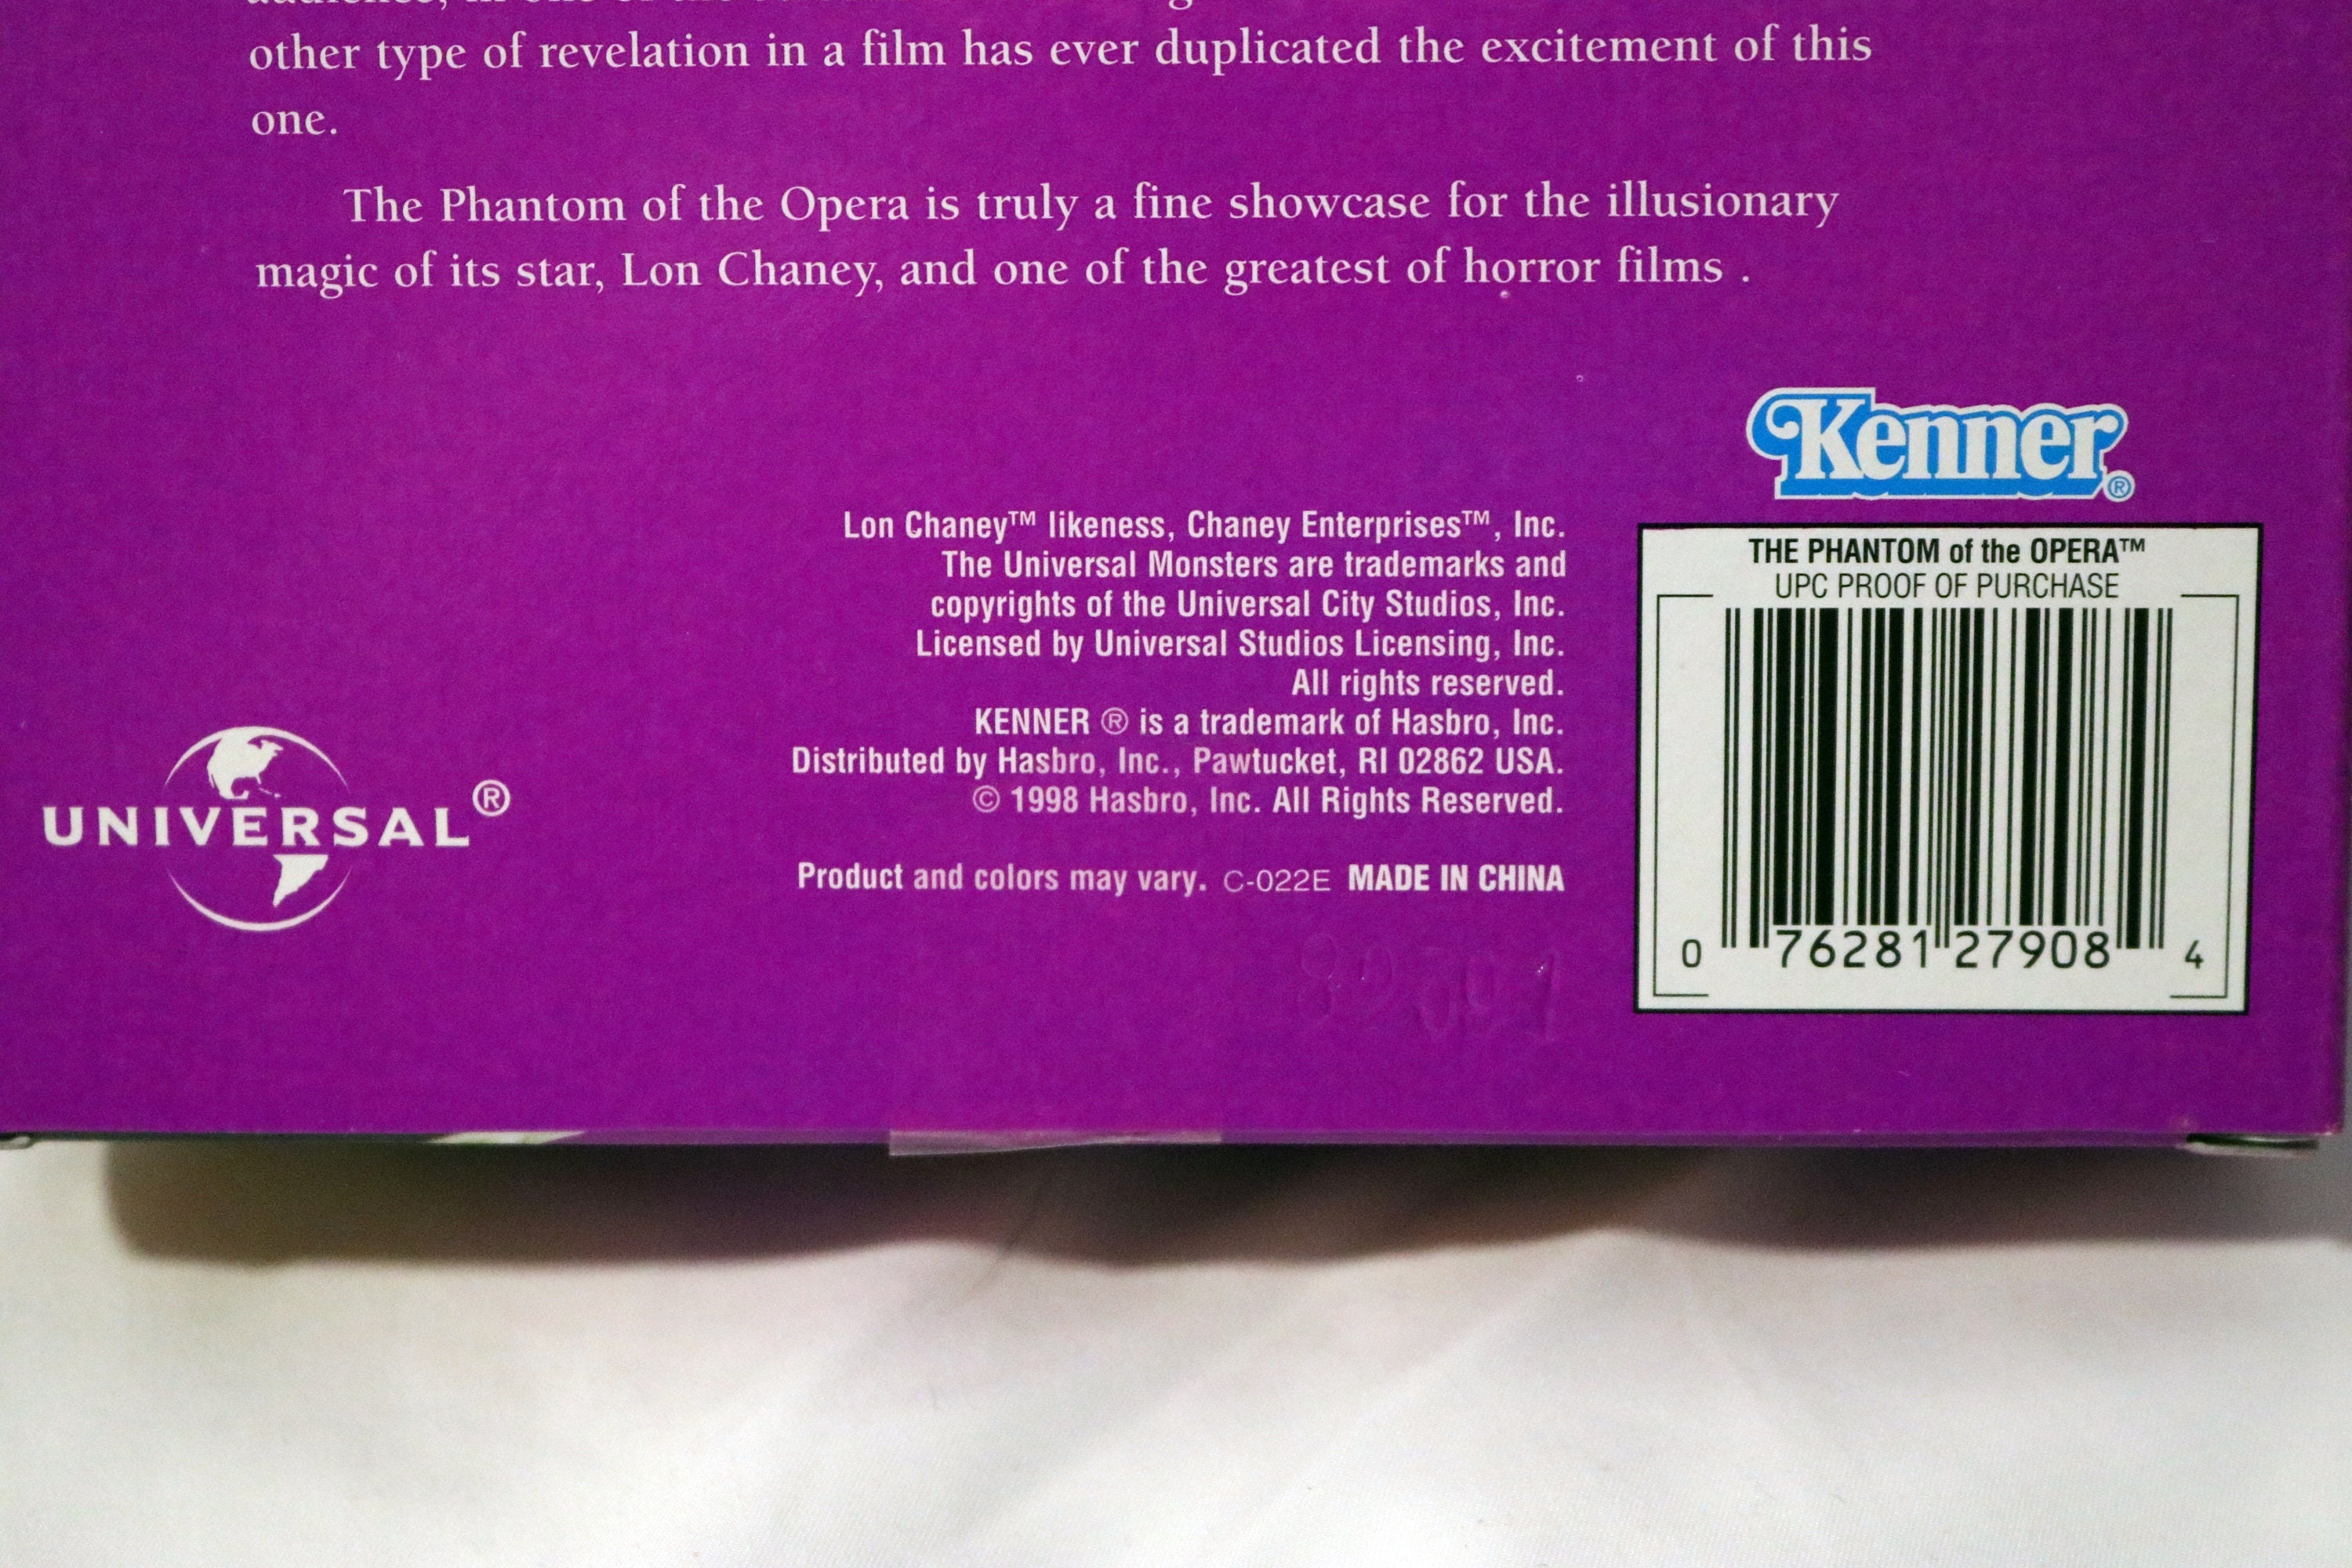 other type of revelation in a film has ever duplicated the excitement of this
one.
The Phantom of the Opera is truly a fine showcase for the illusionary
magic of its star, Lon Chaney, and one of the greatest of horror films .
Kenner®
Lon Chaney™ likeness, Chaney Enterprises™, Inc.
The Universal Monsters are trademarks and
copyrights of the Universal City Studios, Inc.
Licensed by Universal Studios Licensing, Inc.
All rights reserved.
KENNER ® is a trademark of Hasbro, Inc.
Distributed by Hasbro, Inc., Pawtucket, RI 02862 USA.
© 1998 Hasbro, Inc. All Rights Reserved.
Product and colors may vary. C-022E MADE IN CHINA
UNIVERSAL®
THE PHANTOM of the OPERA™
UPC PROOF OF PURCHASE
0 76281 27908 4